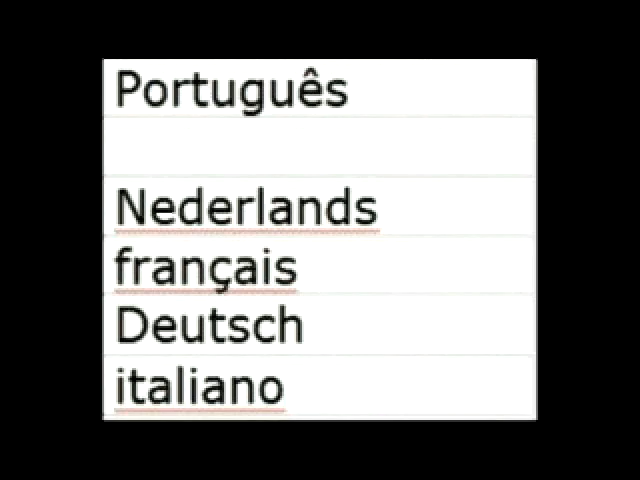 Português
Nederlands
français
Deutsch
italiano